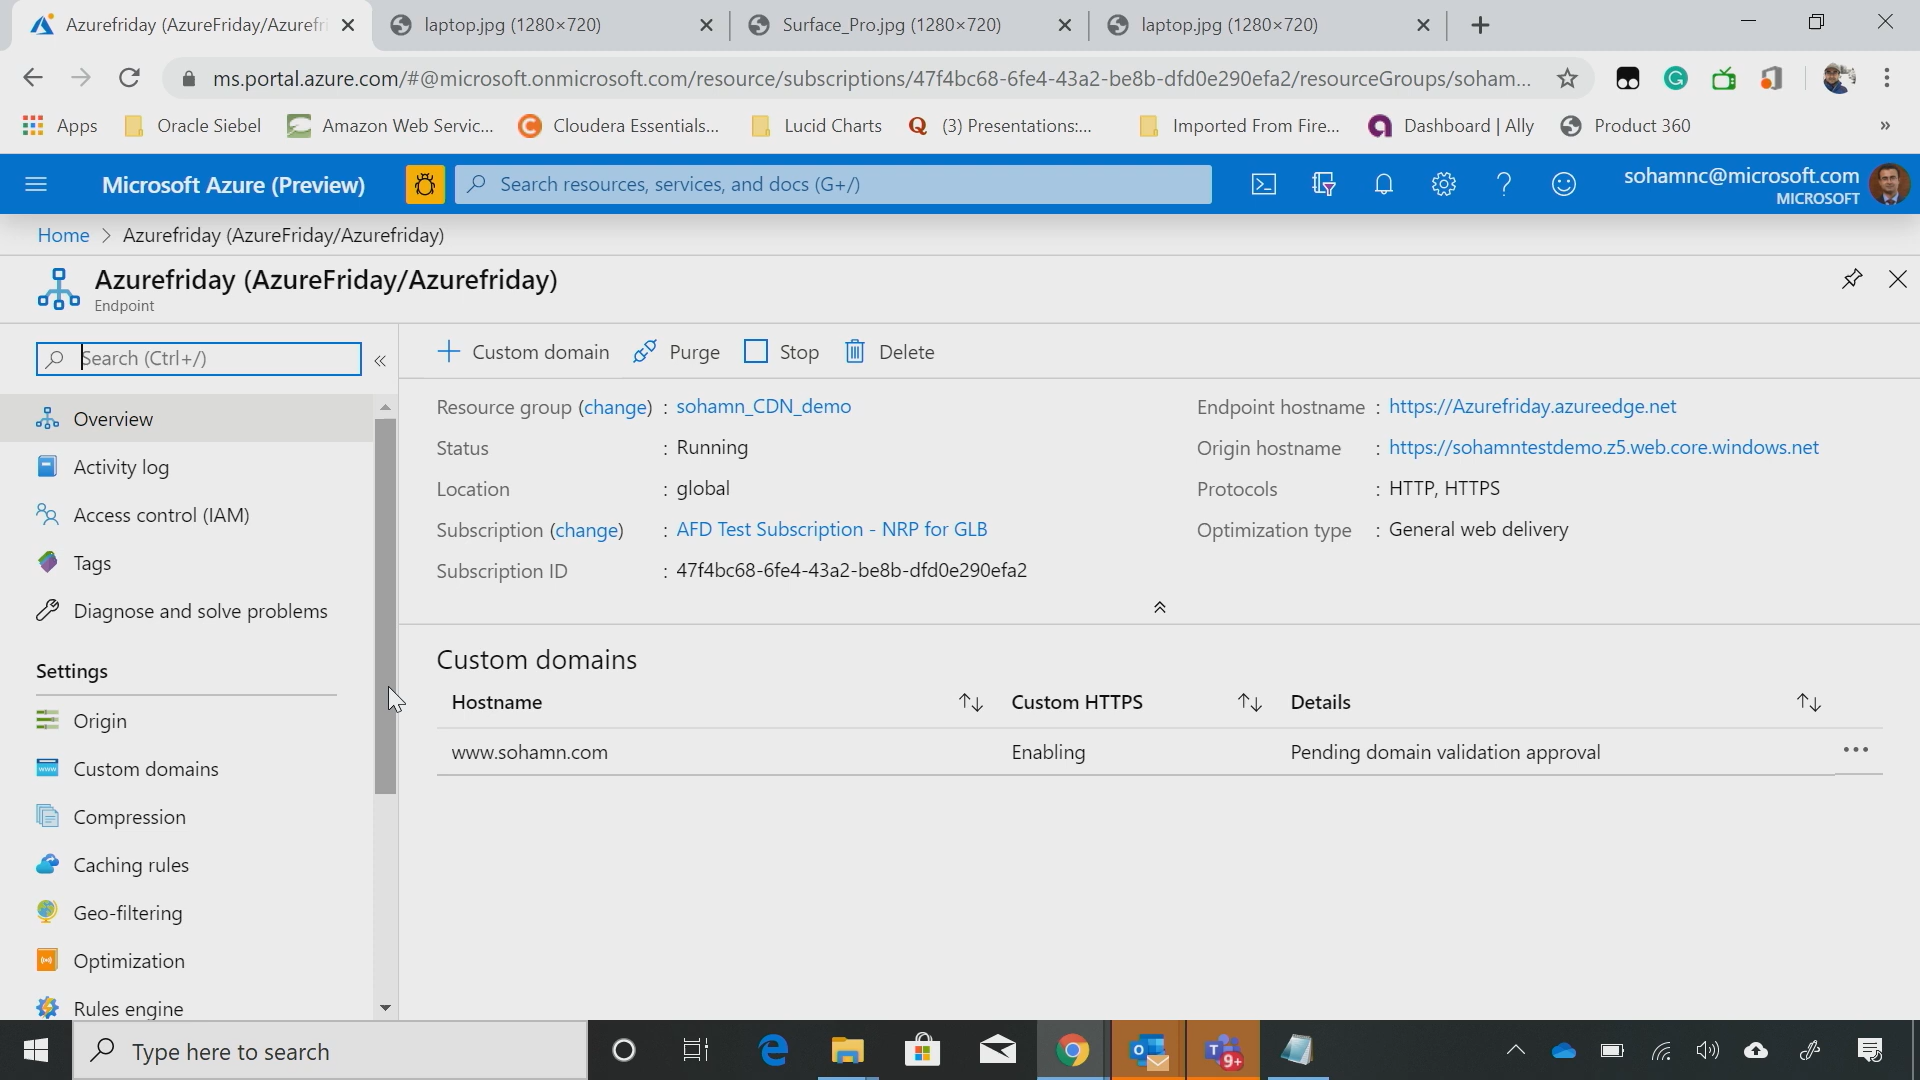 Azurefriday (AzureFriday/Azurefri
laptop.jpg (1280×720)
Surface_Pro.jpg (1280×720)
laptop.jpg (1280×720)
ms.portal.azure.com/#@microsoft.onmicrosoft.com/resource/subscriptions/47f4bc68-6fe4-43a2-be8b-dfd0e290efa2/resourceGroups/soham...
Apps
Oracle Siebel
Amazon Web Servic...
Cloudera Essentials...
Lucid Charts
(3) Presentations:...
Imported From Fire...
Dashboard | Ally
Product 360
»
Microsoft Azure (Preview)
Search resources, services, and docs (G+/)
sohamnc@microsoft.com
MICROSOFT
Home > Azurefriday (AzureFriday/Azurefriday)
Azurefriday (AzureFriday/Azurefriday)
Endpoint
Search (Ctrl+/)
«
Custom domain
Purge
Stop
Delete
Overview
Activity log
Access control (IAM)
Tags
Diagnose and solve problems
Settings
Origin
Custom domains
Compression
Caching rules
Geo-filtering
Optimization
Rules engine
Resource group (change) : sohamn_CDN_demo
Status : Running
Location : global
Subscription (change) : AFD Test Subscription - NRP for GLB
Subscription ID : 47f4bc68-6fe4-43a2-be8b-dfd0e290efa2
Endpoint hostname : https://Azurefriday.azureedge.net
Origin hostname : https://sohamntestdemo.z5.web.core.windows.net
Protocols : HTTP, HTTPS
Optimization type : General web delivery
Custom domains
Hostname ↑↓ Custom HTTPS ↑↓ Details ↑↓
www.sohamn.com Enabling Pending domain validation approval ...
Type here to search
9+